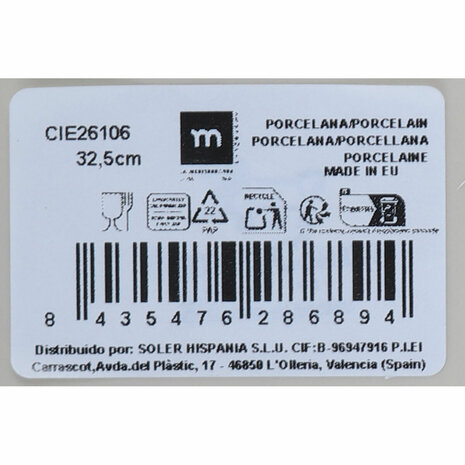 CIE26106
32,5cm
m
PORCELANA/PORCELAIN
PORCELANA/PORCELLANA
PORCELAINE
MADE IN EU
RECYCLE
22
PAP
8 435476 286894
Distribuido por: SOLER HISPANIA S.L.U. CIF:B-96947916 P.I.EI
Carrascot,Avda.del Plàstic, 17 - 46850 L'Olleria, Valencia (Spain)